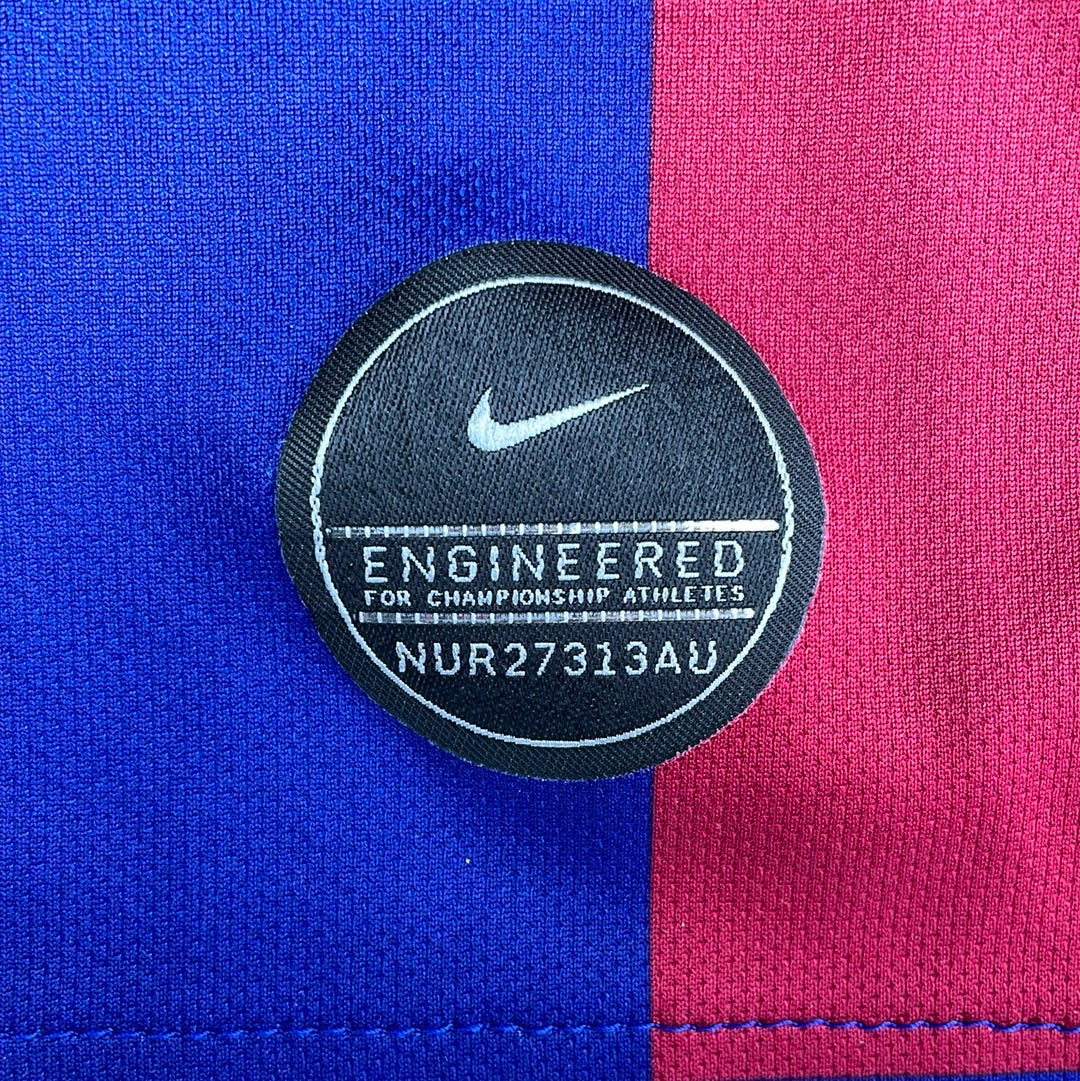 ENGINEERED
FOR CHAMPIONSHIP ATHLETES
NUR27313AU